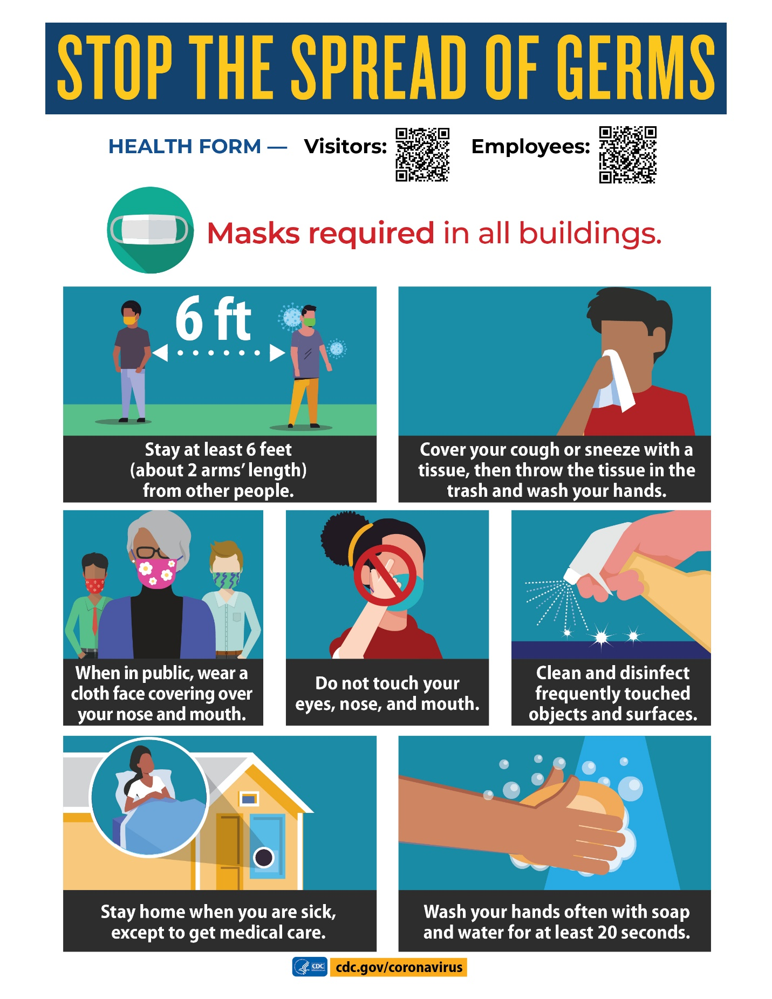 STOP THE SPREAD OF GERMS
HEALTH FORM — Visitors: Employees:
Masks required in all buildings.
6 ft
Stay at least 6 feet
(about 2 arms’ length)
from other people.
Cover your cough or sneeze with a
tissue, then throw the tissue in the
trash and wash your hands.
When in public, wear a
cloth face covering over
your nose and mouth.
Do not touch your
eyes, nose, and mouth.
Clean and disinfect
frequently touched
objects and surfaces.
Stay home when you are sick,
except to get medical care.
Wash your hands often with soap
and water for at least 20 seconds.
CDC cdc.gov/coronavirus